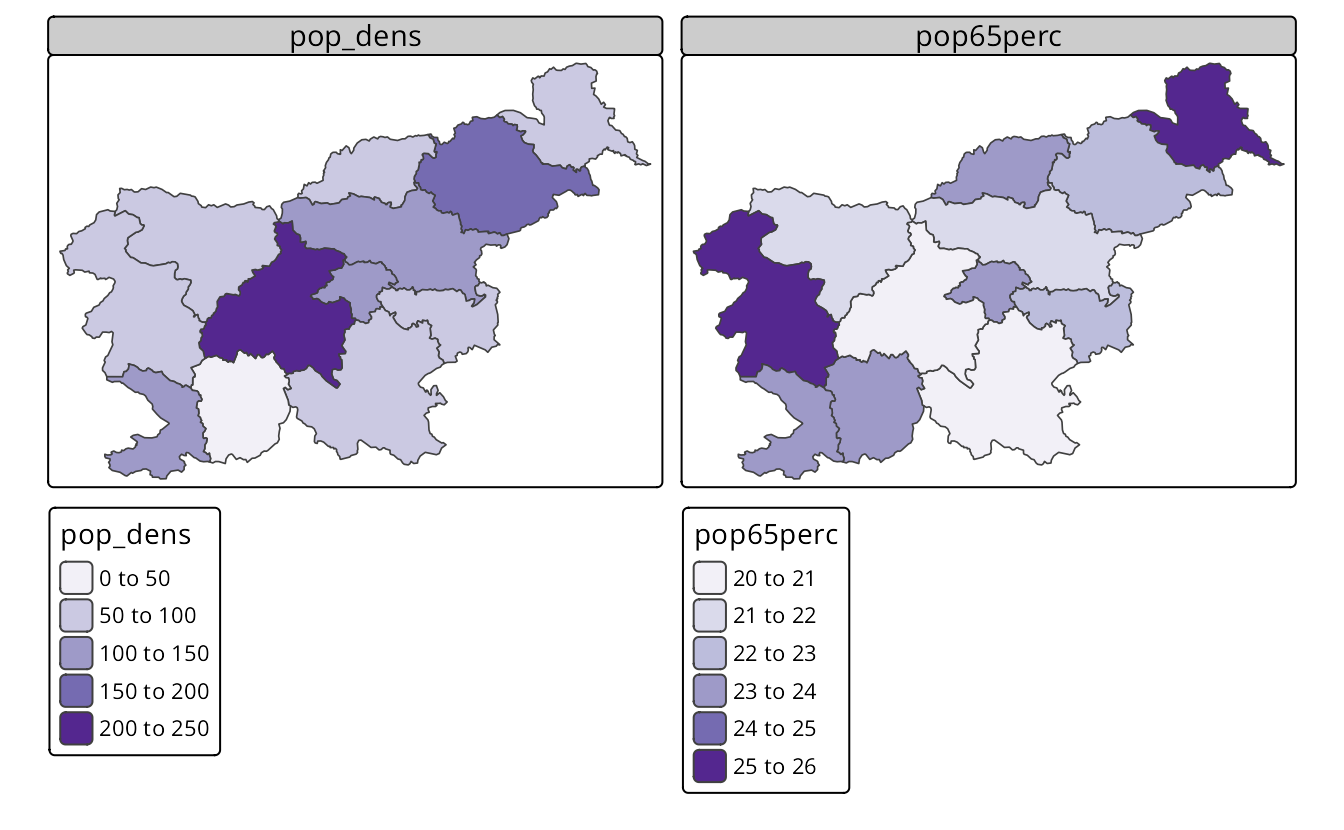 pop_dens
pop65perc
pop_dens
0 to 50
50 to 100
100 to 150
150 to 200
200 to 250
pop65perc
20 to 21
21 to 22
22 to 23
23 to 24
24 to 25
25 to 26